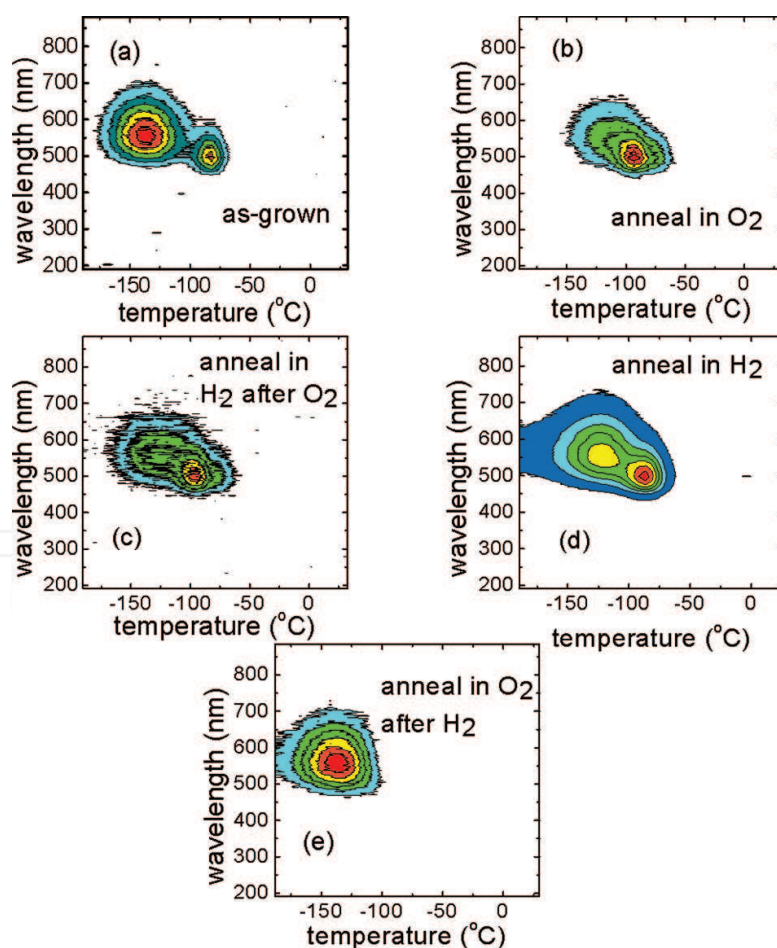 (a)
800
700
600
500
400
300
200
wavelength (nm)
as-grown
-150 -100 -50 0
temperature (°C)
(b)
800
700
600
500
400
300
200
wavelength (nm)
anneal in O2
-150 -100 -50 0
temperature (°C)
anneal in
H2 after O2
800
700
600
500
400
300
200
wavelength (nm)
(c)
-150 -100 -50 0
temperature (°C)
anneal in H2
800
700
600
500
400
300
200
wavelength (nm)
(d)
-150 -100 -50 0
temperature (°C)
anneal in O2
after H2
800
700
600
500
400
300
200
wavelength (nm)
(e)
-150 -100 -50 0
temperature (°C)